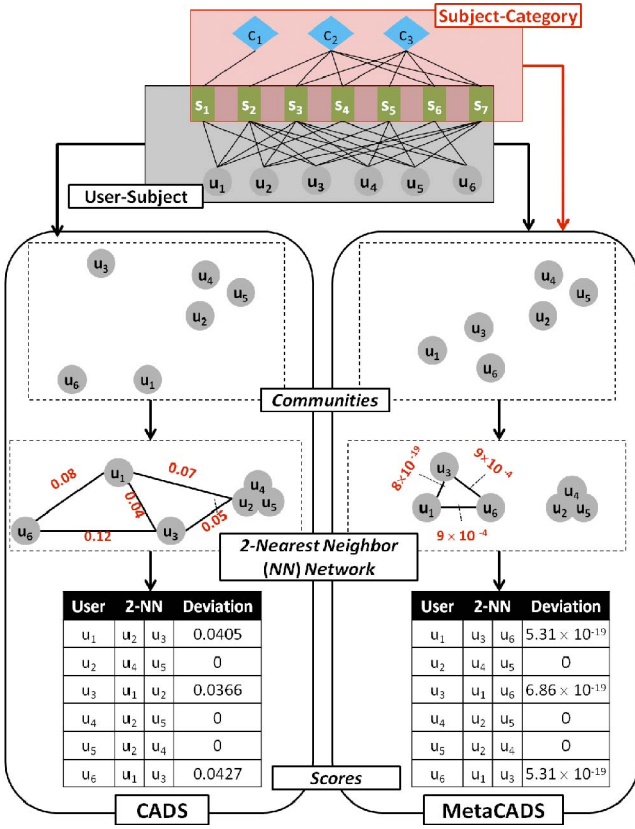 Subject-Category
c1 c2 c3
s1 s2 s3 s4 s5 s6 s7
u1 u2 u3 u4 u5 u6
User-Subject
u3 u4 u5 u2 u6 u1
u4 u5 u2 u3 u1 u6
Communities
0.08 0.07 0.04 0.05 0.12
u1 u4 u2 u5 u6 u3
8×10⁻¹⁹ 9×10⁻⁴ 9 × 10⁻⁴
u3 u1 u6 u4 u2 u5
2-Nearest Neighbor
(NN) Network
User 2-NN Deviation
u1 u2 u3 0.0405
u2 u4 u5 0
u3 u1 u2 0.0366
u4 u2 u5 0
u5 u2 u4 0
u6 u1 u3 0.0427
User 2-NN Deviation
u1 u3 u6 5.31 × 10⁻¹⁹
u2 u4 u5 0
u3 u1 u6 6.86 × 10⁻¹⁹
u4 u2 u5 0
u5 u2 u4 0
u6 u1 u3 5.31 × 10⁻¹⁹
Scores
CADS
MetaCADS